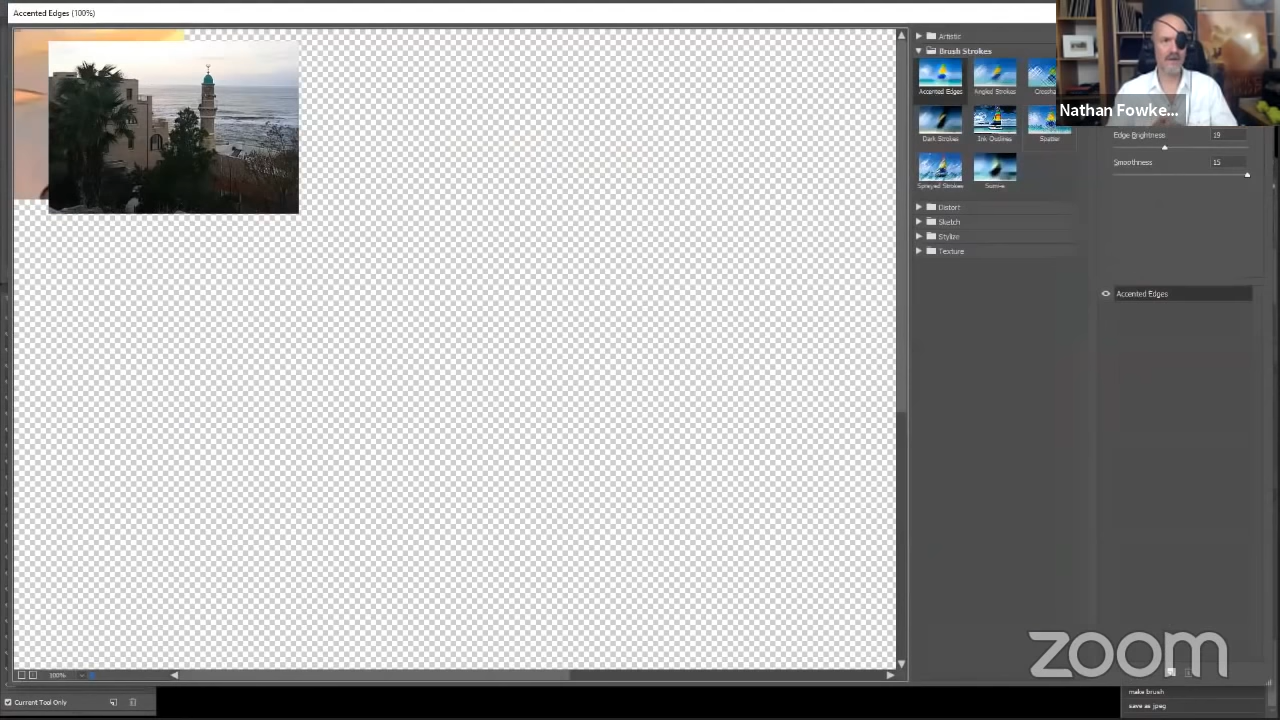 Accented Edges (100%)
Artistic
Brush Strokes
Accented Edges
Angled Strokes
Crossha
Dark Strokes
Ink Outlines
Spatter
Sprayed Strokes
Sumi-e
Distort
Sketch
Stylize
Texture
Nathan Fowke...
Edge Brightness 19
Smoothness 15
Accented Edges
100%
Current Tool Only
zoom
make brush
save as jpeg